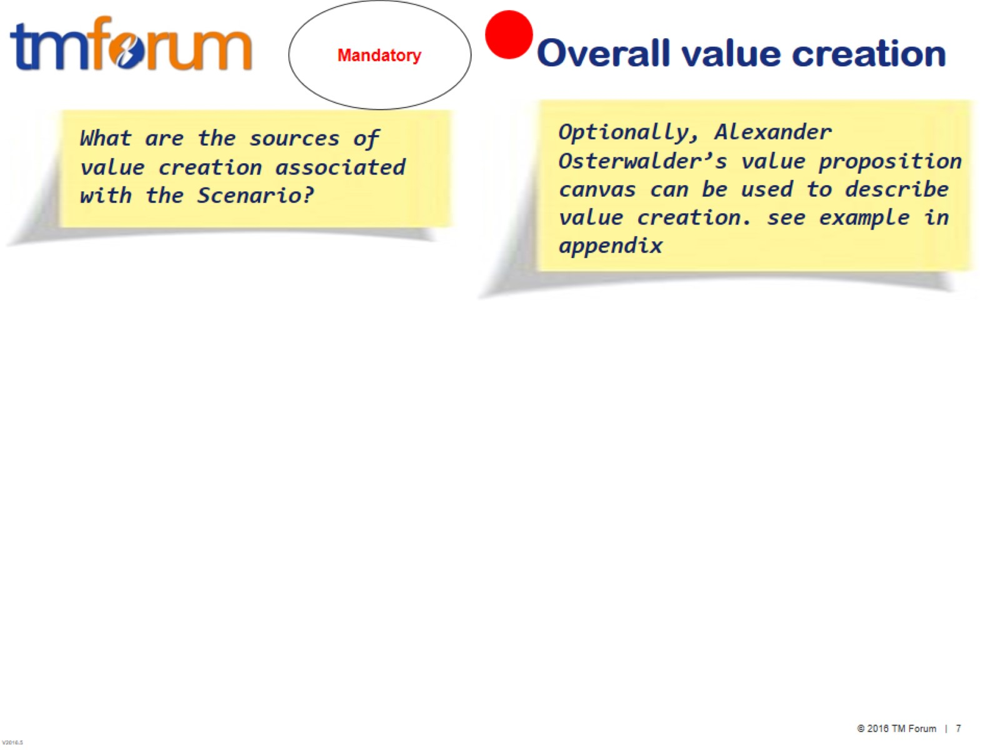 tmforum
Mandatory
Overall value creation
What are the sources of
value creation associated
with the Scenario?
Optionally, Alexander
Osterwalder’s value proposition
canvas can be used to describe
value creation. see example in
appendix
© 2016 TM Forum | 7
V2016.5